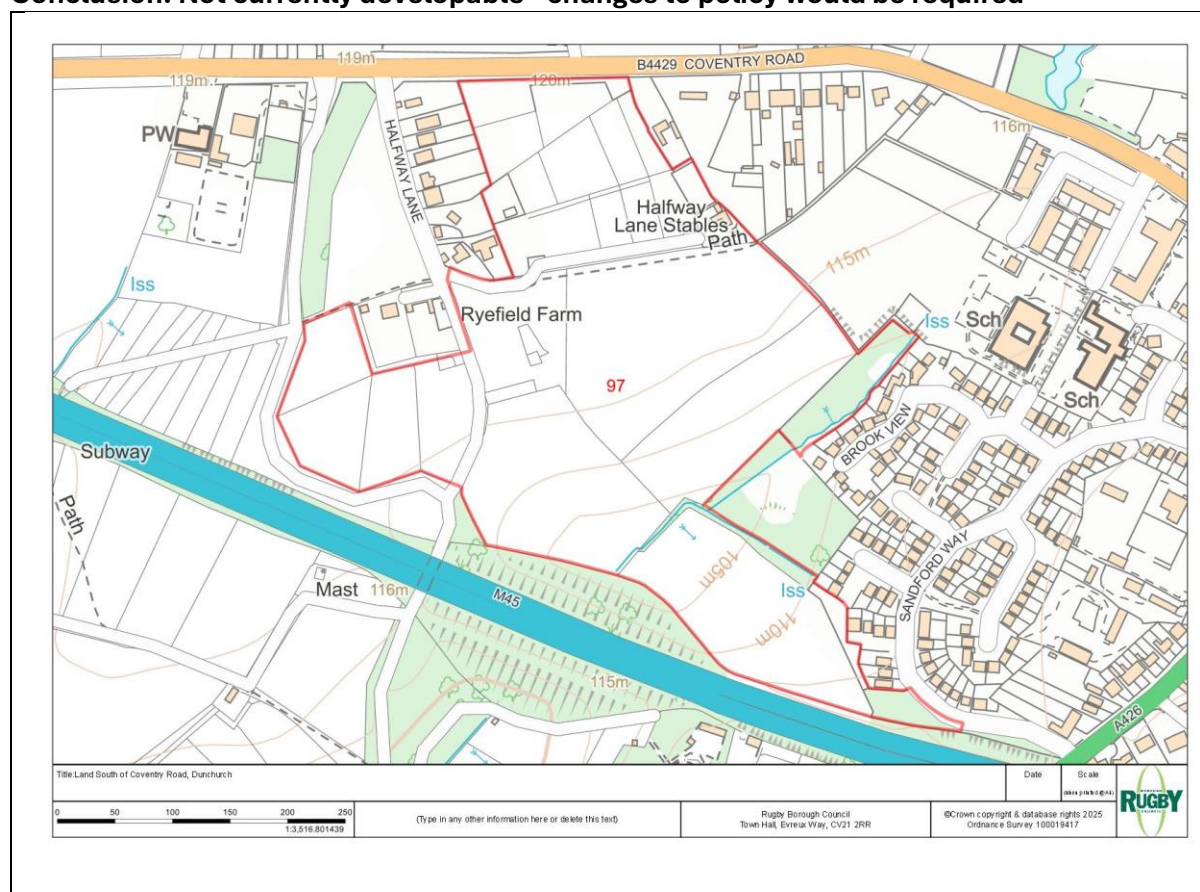 Conclusion: Not currently developable - changes to policy would be required
119m
119m
120m
B4429 COVENTRY ROAD
116m
PW
HALFWAY LANE
Halfway
Lane Stables
Path
115m
Iss
Ryefield Farm
Iss
Sch
Sch
97
BROOK VIEW
Subway
Path
SANDFORD WAY
105m
Mast
116m
M45
Iss
110m
115m
A426
Title:Land South of Coventry Road, Dunchurch
Date
Scale
(when printed @A4)
0 50 100 150 200 250
1:3,516.801439
(Type in any other information here or delete this text)
Rugby Borough Council
Town Hall, Evreux Way, CV21 2RR
©Crown copyright & database rights 2025
Ordnance Survey 100019417
RUGBY